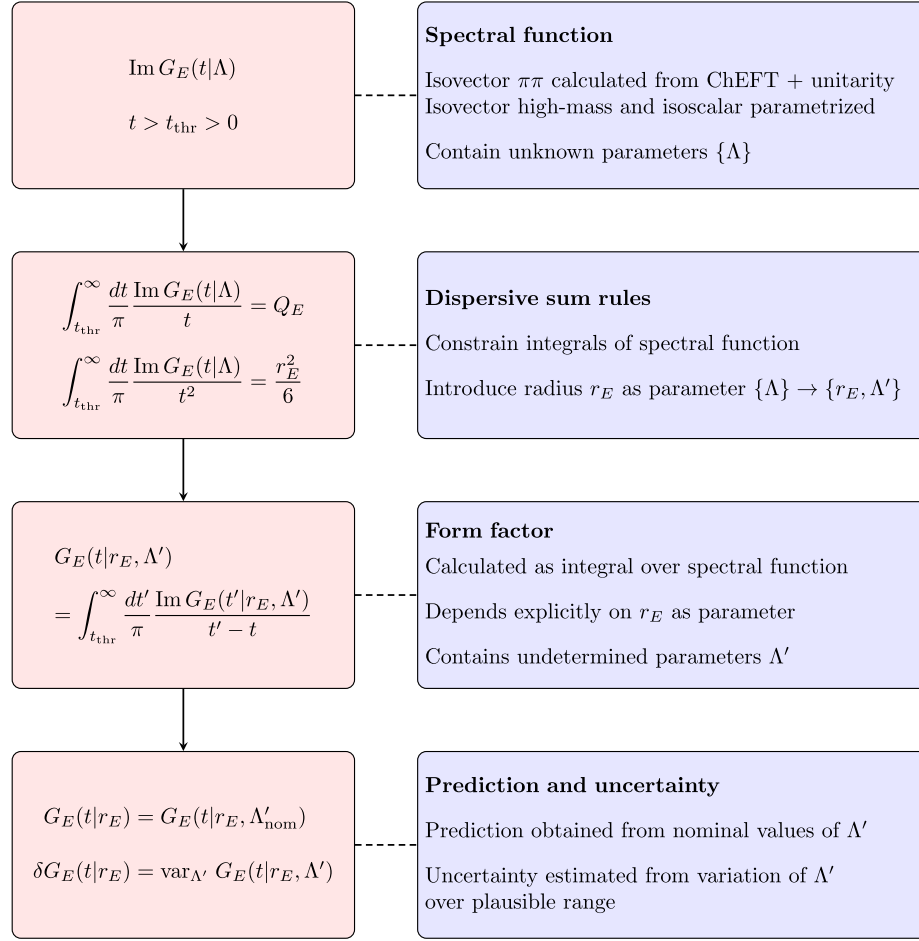 Im G_E(t|Λ)
t > t_thr > 0
Spectral function
Isovector ππ calculated from ChEFT + unitarity
Isovector high-mass and isoscalar parametrized
Contain unknown parameters {Λ}
∫_{t_thr}^∞ dt/π Im G_E(t|Λ)/t = Q_E
∫_{t_thr}^∞ dt/π Im G_E(t|Λ)/t² = r_E²/6
Dispersive sum rules
Constrain integrals of spectral function
Introduce radius r_E as parameter {Λ} → {r_E, Λ′}
G_E(t|r_E, Λ′)
= ∫_{t_thr}^∞ dt′/π Im G_E(t′|r_E, Λ′)/(t′ − t)
Form factor
Calculated as integral over spectral function
Depends explicitly on r_E as parameter
Contains undetermined parameters Λ′
G_E(t|r_E) = G_E(t|r_E, Λ′_nom)
δG_E(t|r_E) = var_Λ′ G_E(t|r_E, Λ′)
Prediction and uncertainty
Prediction obtained from nominal values of Λ′
Uncertainty estimated from variation of Λ′
over plausible range